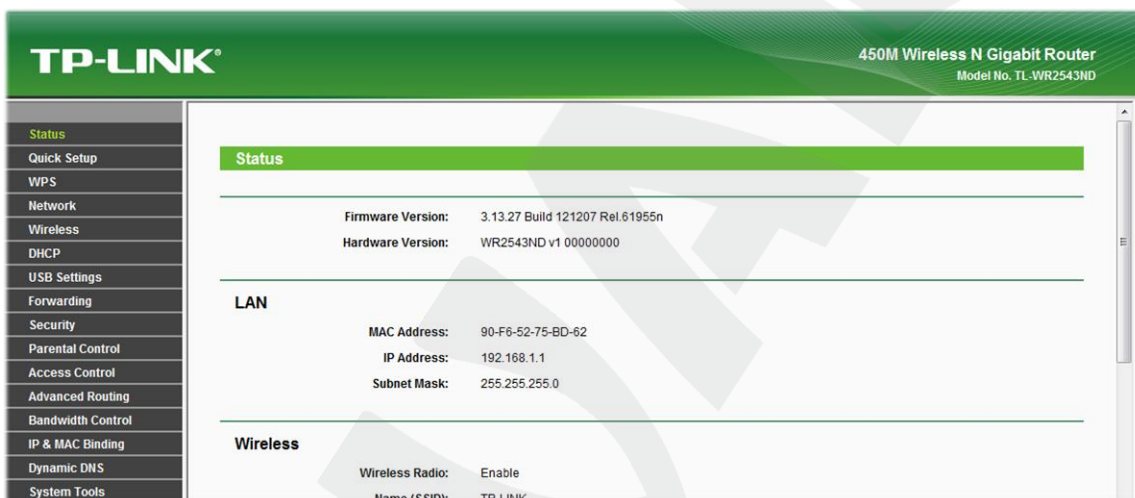 TP-LINK®
450M Wireless N Gigabit Router
Model No. TL-WR2543ND
Status
Quick Setup
WPS
Network
Wireless
DHCP
USB Settings
Forwarding
Security
Parental Control
Access Control
Advanced Routing
Bandwidth Control
IP & MAC Binding
Dynamic DNS
System Tools
Status
Firmware Version: 3.13.27 Build 121207 Rel.61955n
Hardware Version: WR2543ND v1 00000000
LAN
MAC Address: 90-F6-52-75-BD-62
IP Address: 192.168.1.1
Subnet Mask: 255.255.255.0
Wireless
Wireless Radio: Enable
Name (SSID): TP-LINK